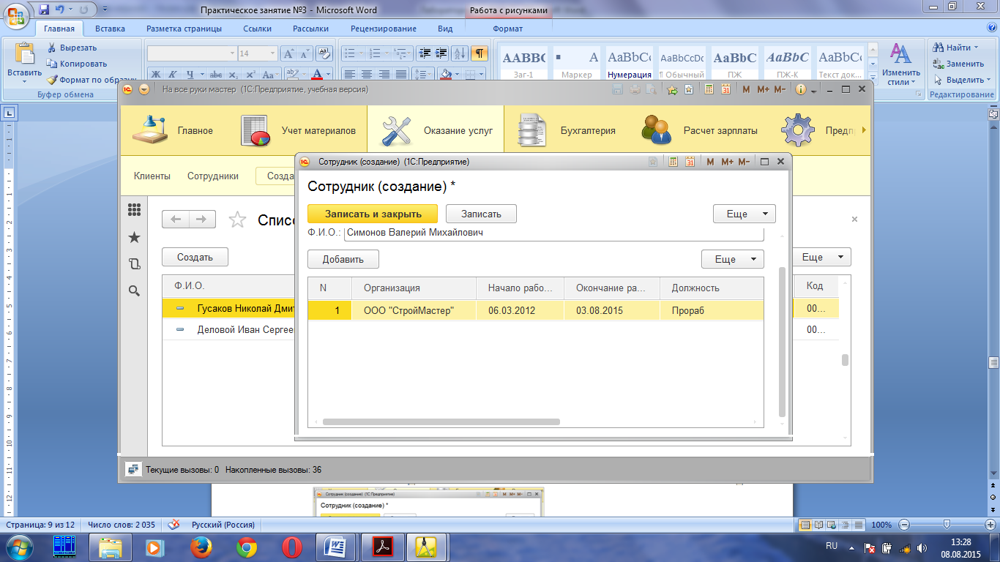 Практическое занятие №3 - Microsoft Word
Работа с рисунками
Главная Вставка Разметка страницы Ссылки Рассылки Рецензирование Вид Формат
Вставить
Вырезать
Копировать
Формат по образцу
Буфер обмена
14
Ж К Ч abc x₂ x² Aa
AABBC AaBbCc AaBbCcDc AaBbC AaBbC AaBbCc
Заг-1 Маркер Нумерация ¶ Обычный ПЖ ПЖ-К Текст док...
Изменить стили
Найти
Заменить
Выделить
Редактирование
На все руки мастер (1С:Предприятие, учебная версия)
M M+ M-
Главное Учет материалов Оказание услуг Бухгалтерия Расчет зарплаты Предп
Клиенты Сотрудники Созда
Списо
Создать
Еще
Ф.И.О.
Код
Гусаков Николай Дми
00...
Деловой Иван Сергее
00...
Сотрудник (создание) (1С:Предприятие)
M M+ M-
Сотрудник (создание) *
Записать и закрыть Записать Еще
Ф.И.О.: Симонов Валерий Михайлович
Добавить Еще
N Организация Начало рабо... Окончание ра... Должность
1 ООО "СтройМастер" 06.03.2012 03.08.2015 Прораб
Текущие вызовы: 0 Накопленные вызовы: 36
Сотрудник (создание) (1С:Предприятие)
M M+ M-
Сотрудник (создание) *
Страница: 9 из 12 Число слов: 2 035 Русский (Россия) 100%
RU
13:28
08.08.2015